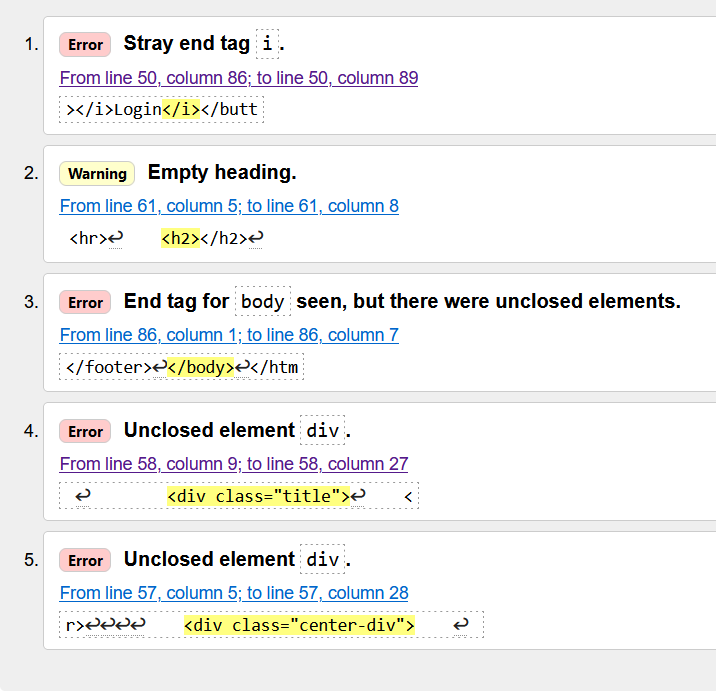 1. Error Stray end tag i.
From line 50, column 86; to line 50, column 89
></i>Login</i></butt
2. Warning Empty heading.
From line 61, column 5; to line 61, column 8
<hr>↩ <h2></h2>↩
3. Error End tag for body seen, but there were unclosed elements.
From line 86, column 1; to line 86, column 7
</footer>↩</body>↩</htm
4. Error Unclosed element div.
From line 58, column 9; to line 58, column 27
↩ <div class="title">↩ <
5. Error Unclosed element div.
From line 57, column 5; to line 57, column 28
r>↩↩↩↩ <div class="center-div"> ↩